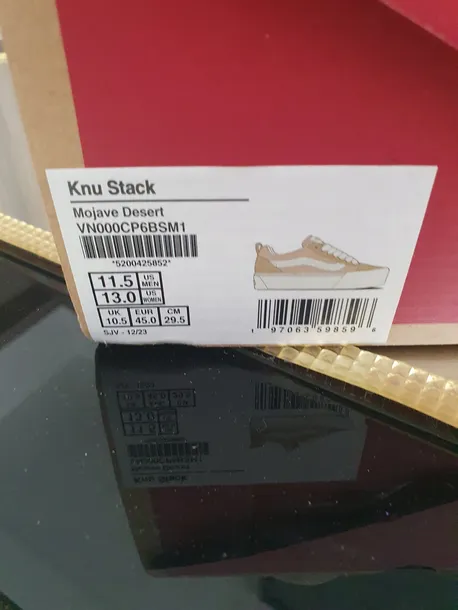 Knu Stack
Mojave Desert
VN000CP6BSM1
*5200425852*
11.5 US MEN
13.0 US WOMEN
UK EUR CM
10.5 45.0 29.5
SJV - 12/23
1 97063 59859 6